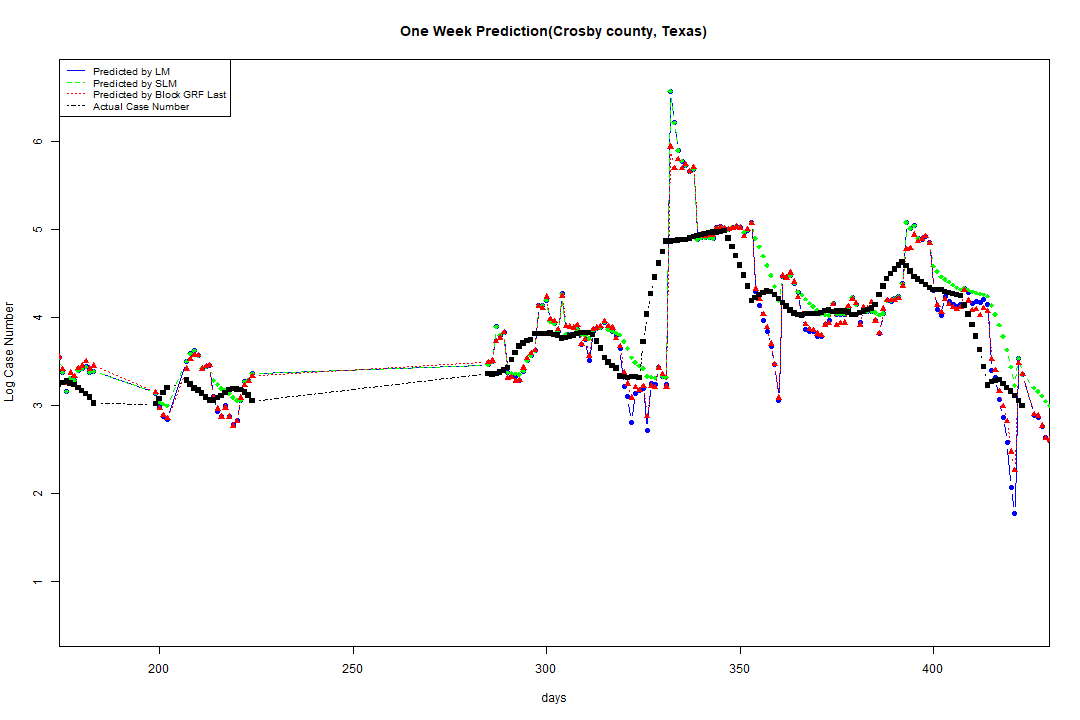 One Week Prediction(Crosby county, Texas)
Predicted by LM
Predicted by SLM
Predicted by Block GRF Last
Actual Case Number
Log Case Number
6
5
4
3
2
1
200 250 300 350 400
days